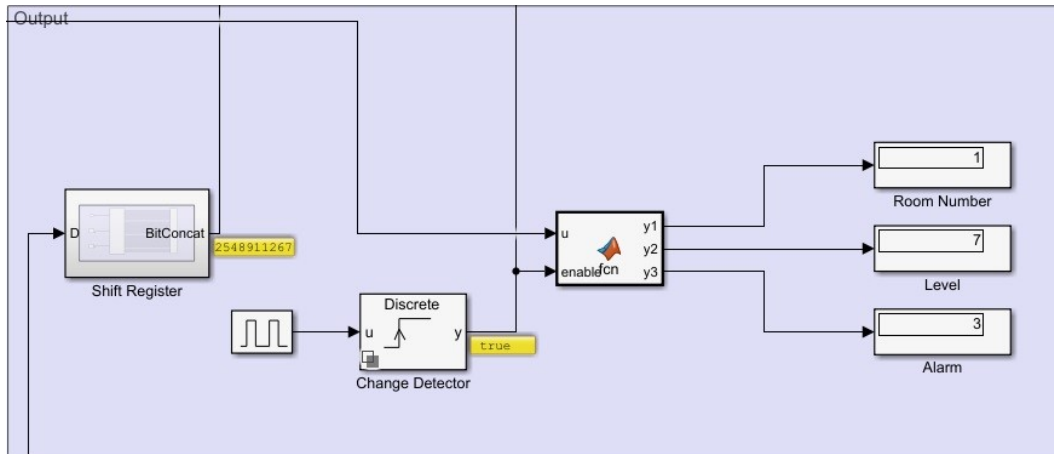 Output
D
BitConcat
2548911267
Shift Register
Discrete
u
y
true
Change Detector
u
enable
fcn
y1
y2
y3
1
Room Number
7
Level
3
Alarm